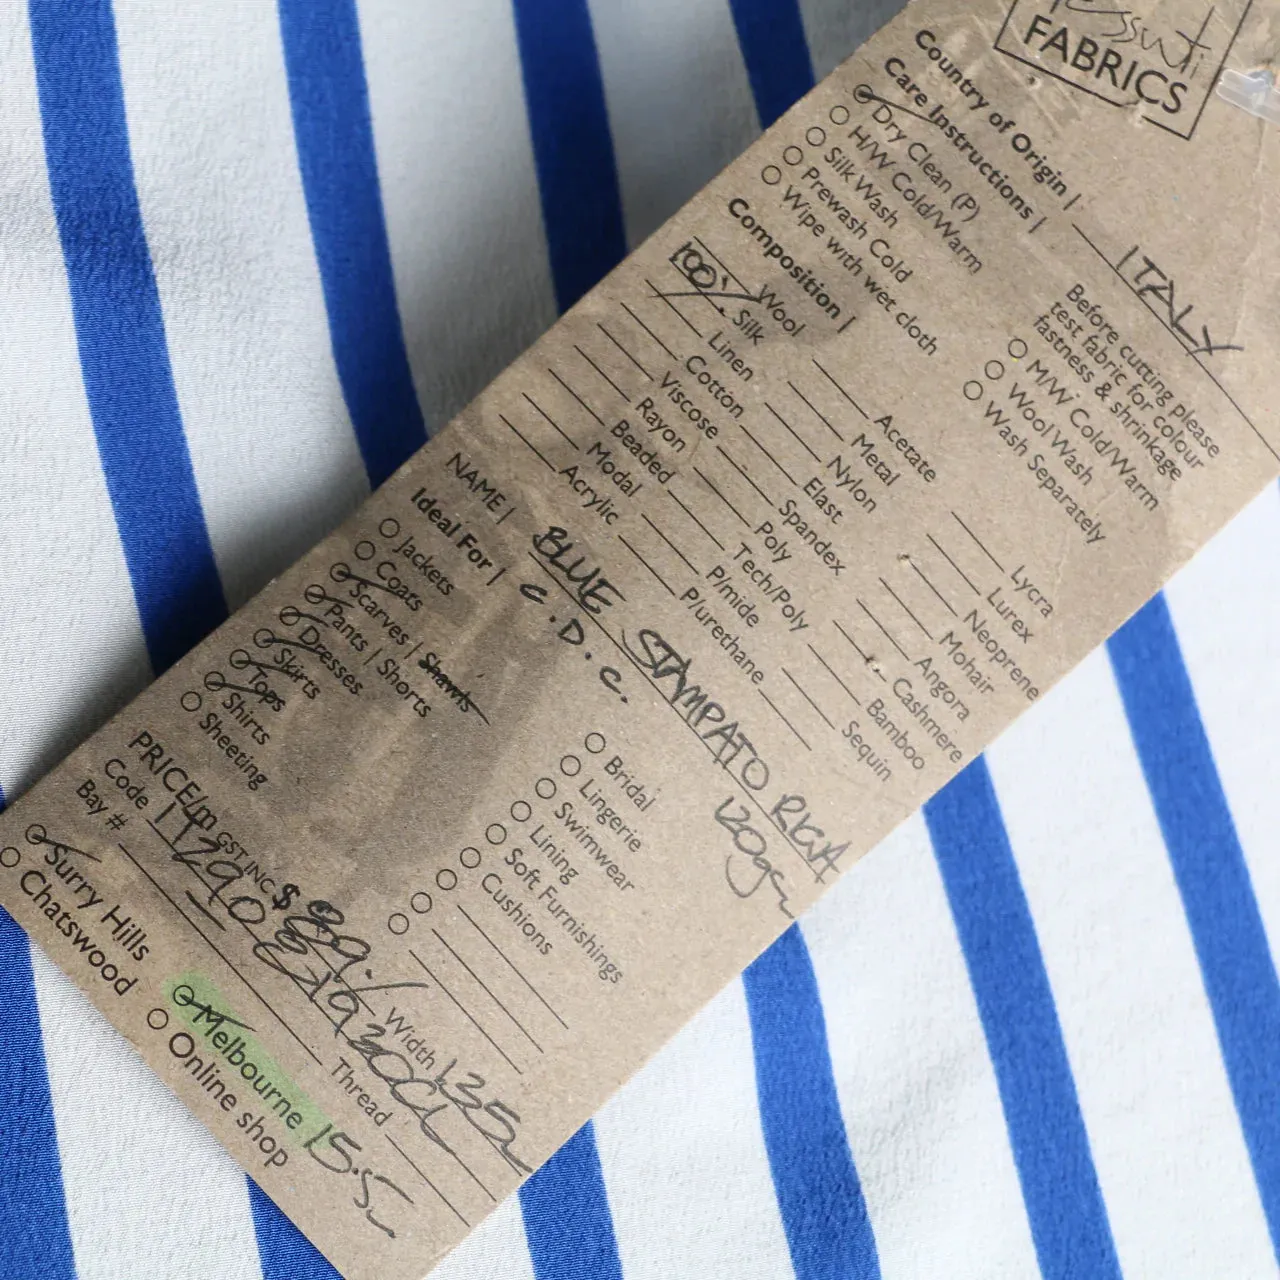 Tessuti
FABRICS
Country of Origin | ITALY
Care Instructions |
Dry Clean (P)
H/W Cold/Warm
Silk Wash
Prewash Cold
Wipe with wet cloth
Before cutting please
test fabric for colour
fastness & shrinkage
M/W Cold/Warm
Wool Wash
Wash Separately
Composition |
Wool
100% Silk
Linen
Cotton
Viscose
Rayon
Beaded
Modal
Acrylic
Acetate
Metal
Nylon
Elast
Spandex
Poly
Tech/Poly
P/mide
P/urethane
Lycra
Lurex
Neoprene
Mohair
Angora
Cashmere
Bamboo
Sequin
NAME | BLUE STAMPATO RIGA
C.D.C. 120gr
Ideal For |
Jackets
Coats
Scarves | Shawls
Pants | Shorts
Dresses
Skirts
Tops
Shirts
Sheeting
Bridal
Lingerie
Swimwear
Lining
Soft Furnishings
Cushions
PRICE/m GST INC $89.- Width 135
Code
Bay # Thread
Surry Hills
Chatswood
Melbourne 15.5
Online shop